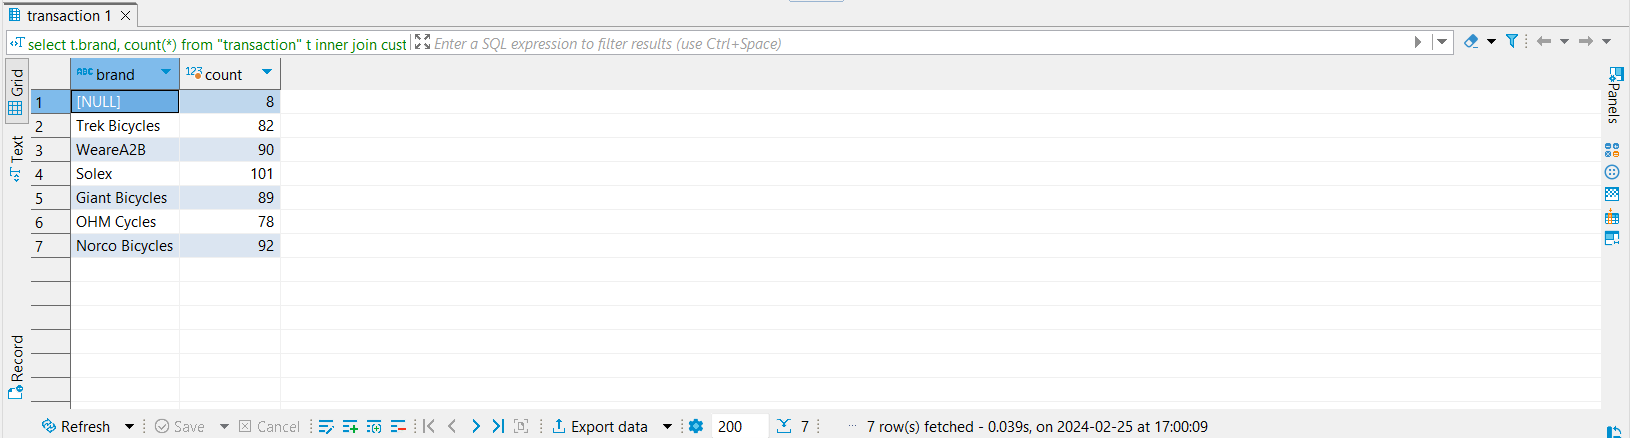 transaction 1
select t.brand, count(*) from "transaction" t inner join cust
Enter a SQL expression to filter results (use Ctrl+Space)
Grid
Text
Record
ABC brand 123 count
1 [NULL] 8
2 Trek Bicycles 82
3 WeareA2B 90
4 Solex 101
5 Giant Bicycles 89
6 OHM Cycles 78
7 Norco Bicycles 92
Panels
Refresh Save Cancel Export data 200 7 ··· 7 row(s) fetched - 0.039s, on 2024-02-25 at 17:00:09